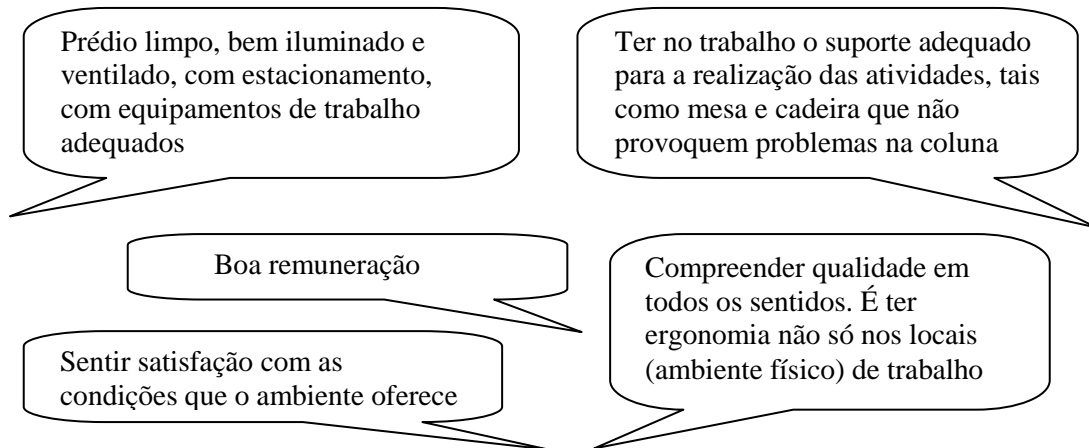 Prédio limpo, bem iluminado e
ventilado, com estacionamento,
com equipamentos de trabalho
adequados
Ter no trabalho o suporte adequado
para a realização das atividades, tais
como mesa e cadeira que não
provoquem problemas na coluna
Boa remuneração
Compreender qualidade em
todos os sentidos. É ter
ergonomia não só nos locais
(ambiente físico) de trabalho
Sentir satisfação com as
condições que o ambiente oferece